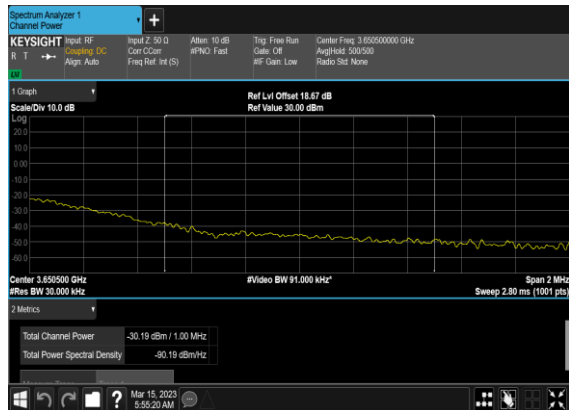 Spectrum Analyzer 1
Channel Power
+
KEYSIGHT
R T
Input: RF
Coupling: DC
Align: Auto
Input Z: 50 Ω
Corr CCorr
Freq Ref: Int (S)
Atten: 10 dB
#PNO: Fast
Trig: Free Run
Gate: Off
#IF Gain: Low
Center Freq: 3.650500000 GHz
Avg|Hold: 500/500
Radio Std: None
1 Graph
Scale/Div 10.0 dB
Ref Lvl Offset 18.67 dB
Ref Value 30.00 dBm
Log
20.0
10.0
0.00
-10.0
-20.0
-30.0
-40.0
-50.0
-60.0
Center 3.650500 GHz
#Res BW 30.000 kHz
#Video BW 91.000 kHz*
Span 2 MHz
Sweep 2.80 ms (1001 pts)
2 Metrics
Total Channel Power -30.19 dBm / 1.00 MHz
Total Power Spectral Density -90.19 dBm/Hz
?
Mar 15, 2023
5:55:20 AM